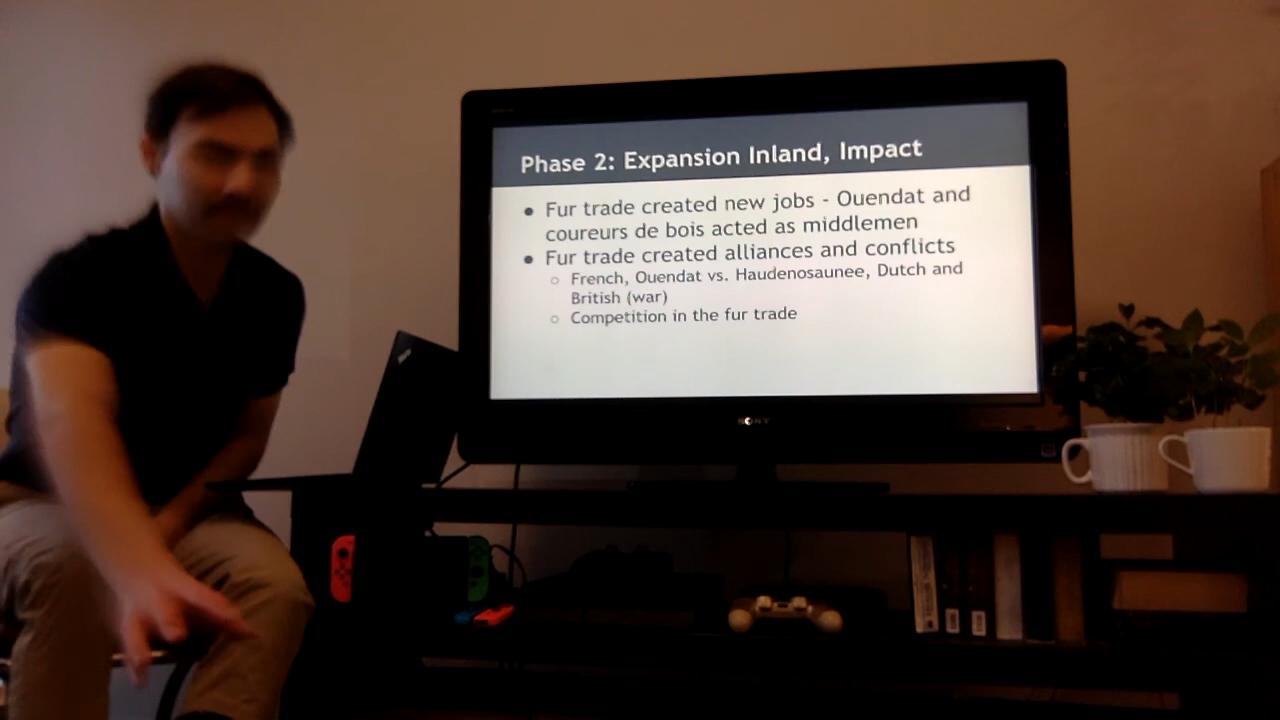 Phase 2: Expansion Inland, Impact
● Fur trade created new jobs - Ouendat and
coureurs de bois acted as middlemen
● Fur trade created alliances and conflicts
○ French, Ouendat vs. Haudenosaunee, Dutch and
British (war)
○ Competition in the fur trade
SONY